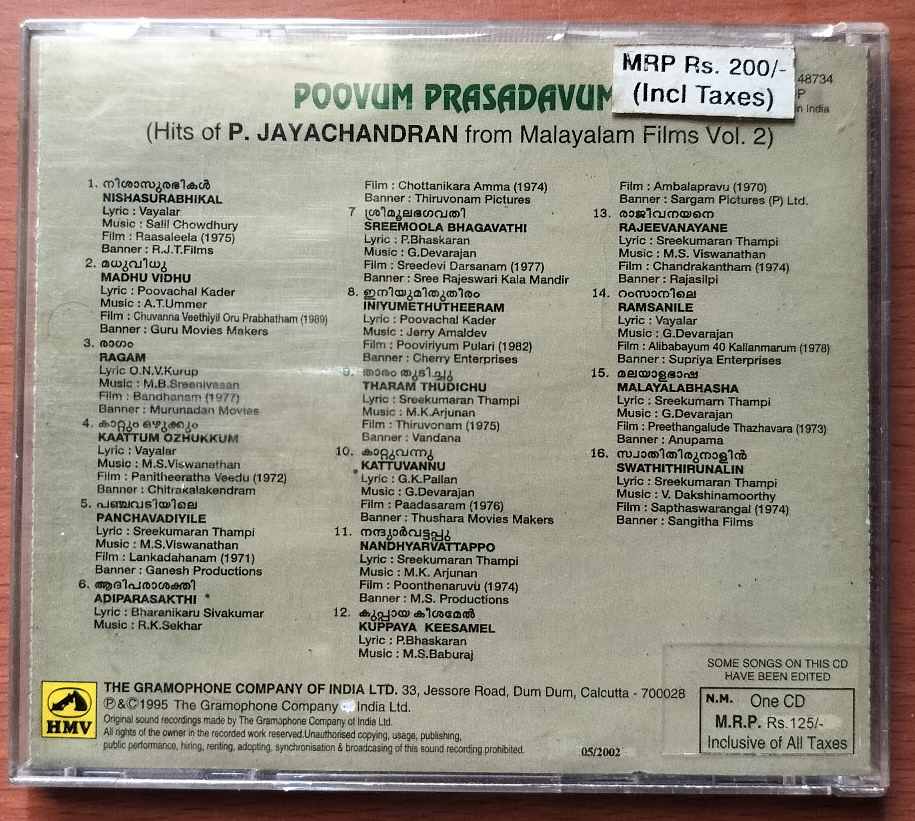 MRP Rs. 200/-
(Incl Taxes)
48734
P
in India
POOVUM PRASADAVUM
(Hits of P. JAYACHANDRAN from Malayalam Films Vol. 2)
1. നിശാസുരഭികൾ
NISHASURABHIKAL
Lyric : Vayalar
Music : Salil Chowdhury
Film : Raasaleela (1975)
Banner : R.J.T.Films
2. മധുവിധു
MADHU VIDHU
Lyric : Poovachal Kader
Music : A.T.Ummer
Film : Chuvanna Veethiyil Oru Prabhatham (1989)
Banner : Guru Movies Makers
3. രാഗം
RAGAM
Lyric O.N.V.Kurup
Music : M.B.Sreenivasan
Film : Bandhanam (1977)
Banner : Murunadan Movies
4. കാറ്റും ഒഴുക്കും
KAATTUM OZHUKKUM
Lyric : Vayalar
Music : M.S.Viswanathan
Film : Panitheeratha Veedu (1972)
Banner : Chitrakalakendram
5. പഞ്ചവടിയിലെ
PANCHAVADIYILE
Lyric : Sreekumaran Thampi
Music : M.S.Viswanathan
Film : Lankadahanam (1971)
Banner : Ganesh Productions
6. ആദിപരാശക്തി
ADIPARASAKTHI
Lyric : Bharanikaru Sivakumar
Music : R.K.Sekhar
Film : Chottanikara Amma (1974)
Banner : Thiruvonam Pictures
7 ശ്രീമൂലഭഗവതി
SREEMOOLA BHAGAVATHI
Lyric : P.Bhaskaran
Music : G.Devarajan
Film : Sreedevi Darsanam (1977)
Banner : Sree Rajeswari Kala Mandir
8. ഇനിയുമിതുതീരം
INIYUMETHUTHEERAM
Lyric : Poovachal Kader
Music : Jerry Amaldev
Film : Pooviriyum Pulari (1982)
Banner : Cherry Enterprises
9. താരം തുടിച്ചു
THARAM THUDICHU
Lyric : Sreekumaran Thampi
Music : M.K.Arjunan
Film : Thiruvonam (1975)
Banner : Vandana
10. കാറ്റുവന്നു
KATTUVANNU
Lyric : G.K.Pallan
Music : G.Devarajan
Film : Paadasaram (1976)
Banner : Thushara Movies Makers
11. നന്ദ്യാർവട്ടപ്പൂ
NANDHYARVATTAPPO
Lyric : Sreekumaran Thampi
Music : M.K. Arjunan
Film : Poonthenaruvu (1974)
Banner : M.S. Productions
12. കുപ്പായ കീശമേൽ
KUPPAYA KEESAMEL
Lyric : P.Bhaskaran
Music : M.S.Baburaj
Film : Ambalapravu (1970)
Banner : Sargam Pictures (P) Ltd.
13. രാജീവനയനെ
RAJEEVANAYANE
Lyric : Sreekumaran Thampi
Music : M.S. Viswanathan
Film : Chandrakantham (1974)
Banner : Rajasilpi
14. റംസാനിലെ
RAMSANILE
Lyric : Vayalar
Music : G.Devarajan
Film : Alibabayum 40 Kallanmarum (1978)
Banner : Supriya Enterprises
15. മലയാളഭാഷ
MALAYALABHASHA
Lyric : Sreekumarn Thampi
Music : G.Devarajan
Film : Preethangalude Thazhavara (1973)
Banner : Anupama
16. സ്വാതിതിരുനാളിൻ
SWATHITHIRUNALIN
Lyric : Sreekumaran Thampi
Music : V. Dakshinamoorthy
Film : Sapthaswarangal (1974)
Banner : Sangitha Films
SOME SONGS ON THIS CD
HAVE BEEN EDITED
N.M. One CD
M.R.P. Rs.125/-
Inclusive of All Taxes
HMV
THE GRAMOPHONE COMPANY OF INDIA LTD. 33, Jessore Road, Dum Dum, Calcutta - 700028
℗&©1995 The Gramophone Company of India Ltd.
Original sound recordings made by The Gramophone Company of India Ltd.
All rights of the owner in the recorded work reserved.Unauthorised copying, usage, publishing,
public performance, hiring, renting, adopting, synchronisation & broadcasting of this sound recording prohibited.
05/2002